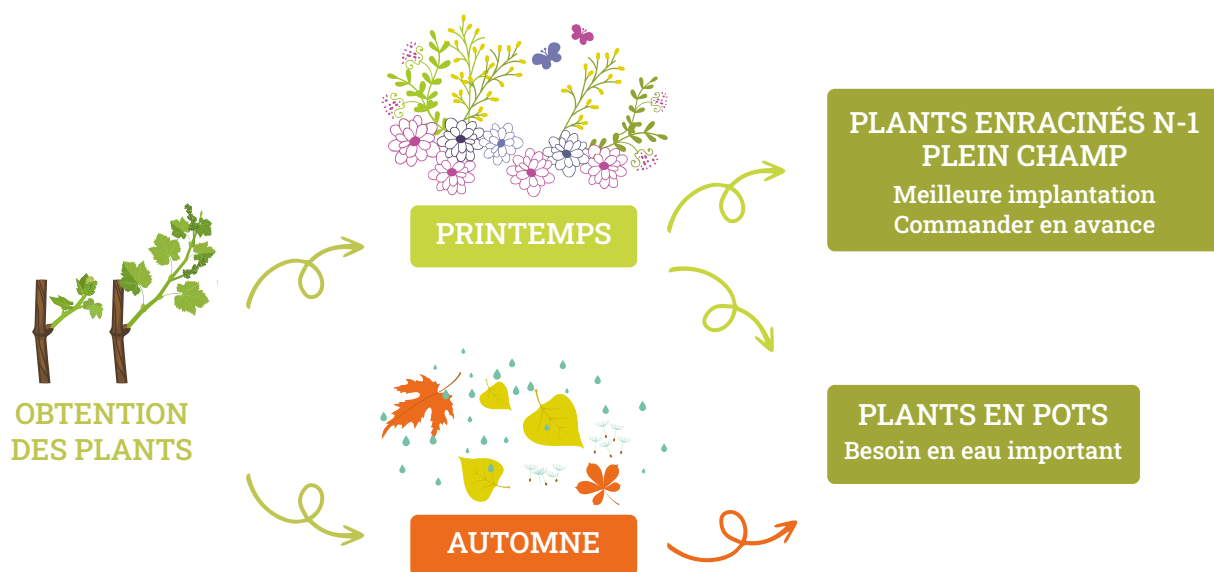 OBTENTION
DES PLANTS
PRINTEMPS
AUTOMNE
PLANTS ENRACINÉS N-1
PLEIN CHAMP
Meilleure implantation
Commander en avance
PLANTS EN POTS
Besoin en eau important